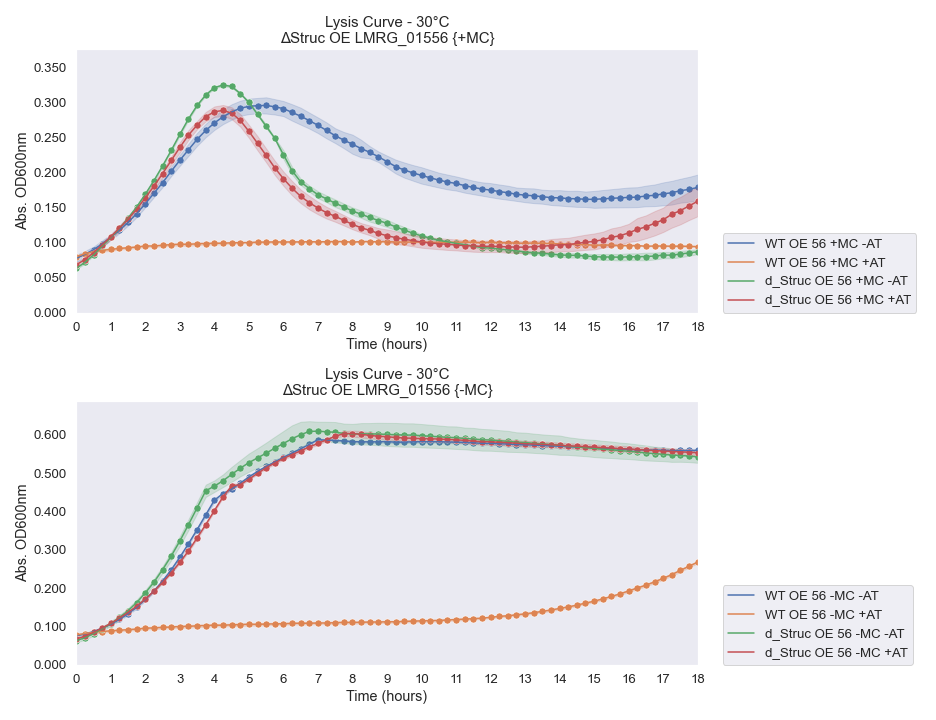 Lysis Curve - 30°C
ΔStruc OE LMRG_01556 {+MC}
Abs. OD600nm
0.350
0.300
0.250
0.200
0.150
0.100
0.050
0.000
0 1 2 3 4 5 6 7 8 9 10 11 12 13 14 15 16 17 18
Time (hours)
WT OE 56 +MC -AT
WT OE 56 +MC +AT
d_Struc OE 56 +MC -AT
d_Struc OE 56 +MC +AT
Lysis Curve - 30°C
ΔStruc OE LMRG_01556 {-MC}
Abs. OD600nm
0.600
0.500
0.400
0.300
0.200
0.100
0.000
0 1 2 3 4 5 6 7 8 9 10 11 12 13 14 15 16 17 18
Time (hours)
WT OE 56 -MC -AT
WT OE 56 -MC +AT
d_Struc OE 56 -MC -AT
d_Struc OE 56 -MC +AT